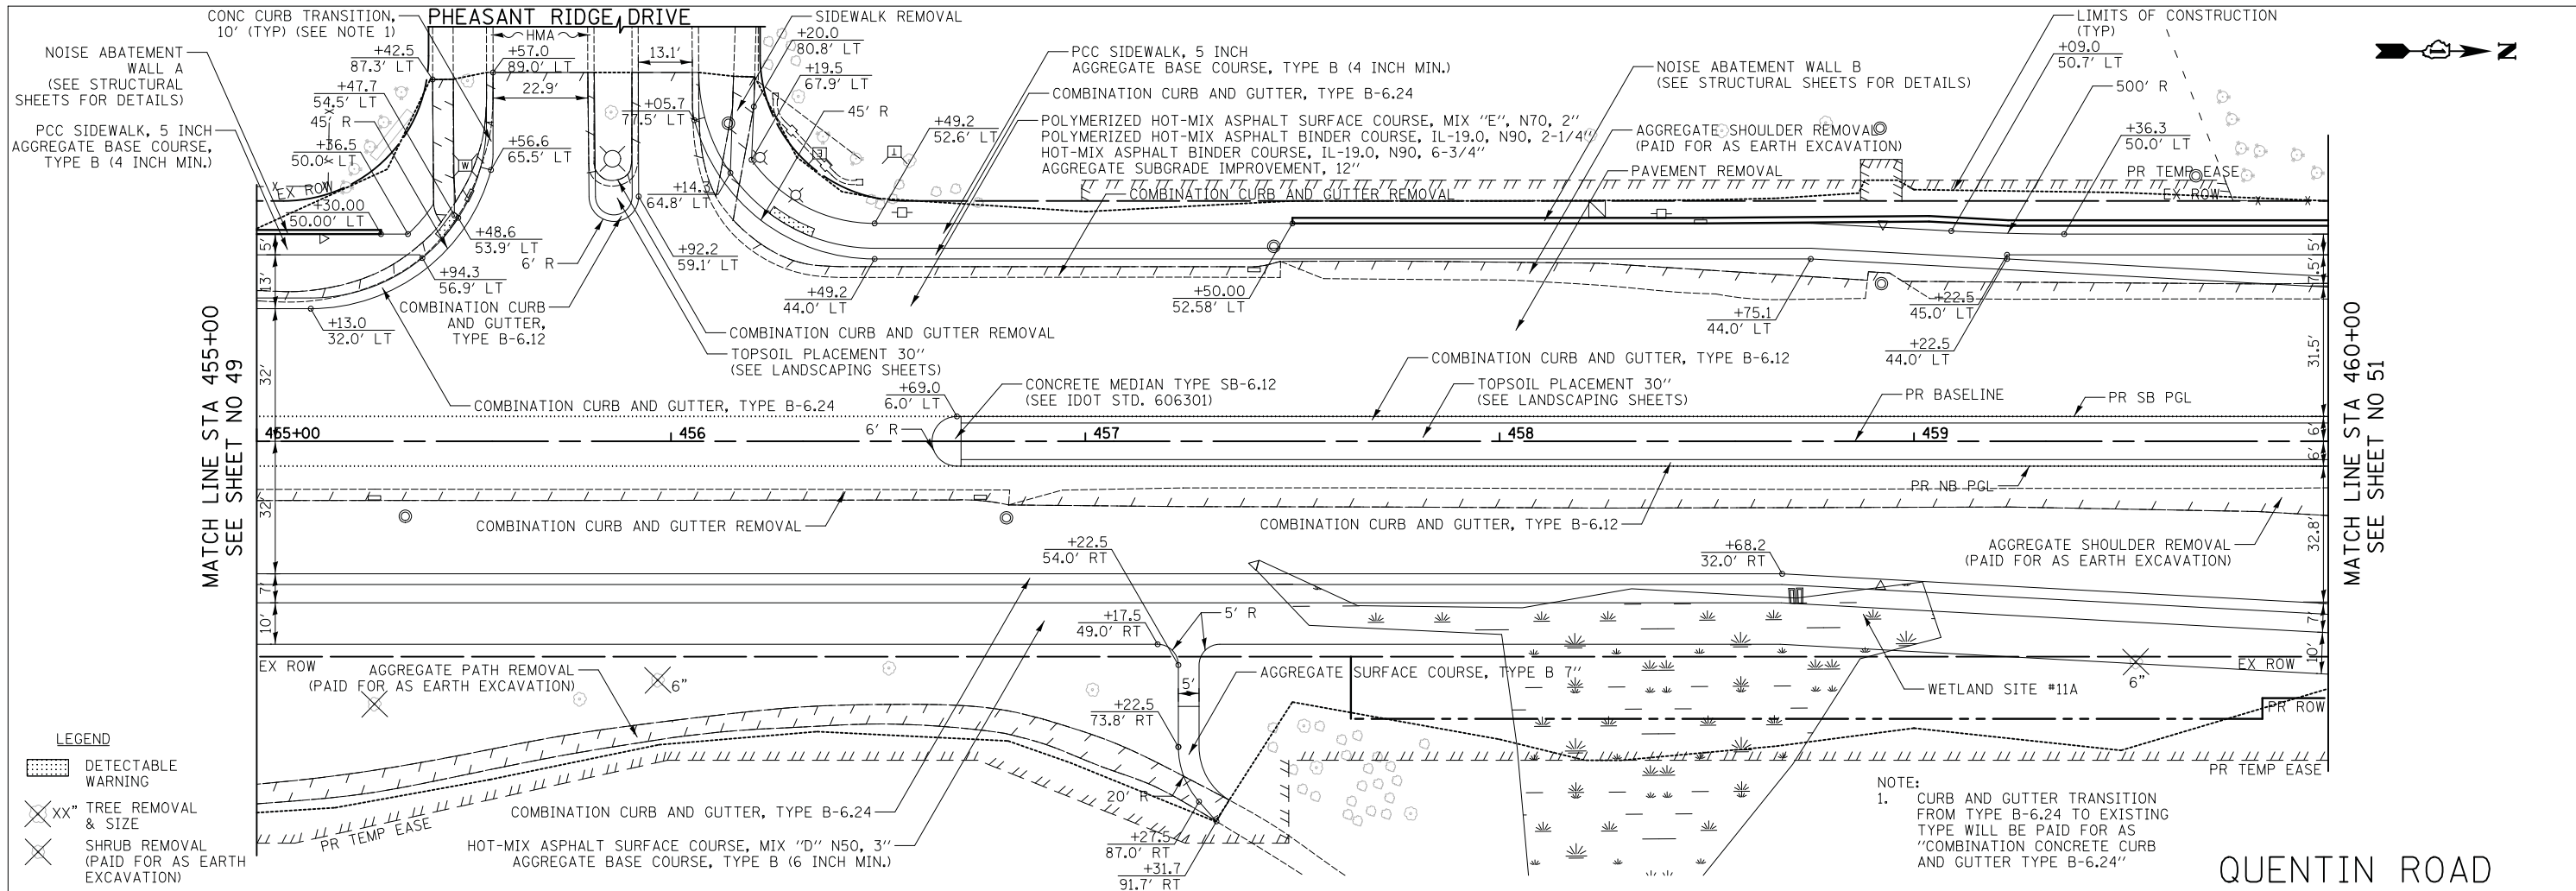 PHEASANT RIDGE DRIVE
CONC CURB TRANSITION,
10' (TYP) (SEE NOTE 1)
NOISE ABATEMENT
WALL A
(SEE STRUCTURAL
SHEETS FOR DETAILS)
PCC SIDEWALK, 5 INCH
AGGREGATE BASE COURSE,
TYPE B (4 INCH MIN.)
+42.5
87.3' LT
+47.7
54.5' LT
45' R
+36.5
50.0' LT
EX ROW
+30.00
50.00' LT
HMA
+57.0
89.0' LT
22.9'
13.1'
+56.6
65.5' LT
W
+48.6
53.9' LT
6' R
+94.3
56.9' LT
+13.0
32.0' LT
+05.7
77.5' LT
+14.3
64.8' LT
+92.2
59.1' LT
SIDEWALK REMOVAL
+20.0
80.8' LT
+19.5
67.9' LT
45' R
+49.2
52.6' LT
+49.2
44.0' LT
PCC SIDEWALK, 5 INCH
AGGREGATE BASE COURSE, TYPE B (4 INCH MIN.)
COMBINATION CURB AND GUTTER, TYPE B-6.24
POLYMERIZED HOT-MIX ASPHALT SURFACE COURSE, MIX "E", N70, 2"
POLYMERIZED HOT-MIX ASPHALT BINDER COURSE, IL-19.0, N90, 2-1/4"
HOT-MIX ASPHALT BINDER COURSE, IL-19.0, N90, 6-3/4"
AGGREGATE SUBGRADE IMPROVEMENT, 12"
COMBINATION CURB AND GUTTER REMOVAL
NOISE ABATEMENT WALL B
(SEE STRUCTURAL SHEETS FOR DETAILS)
AGGREGATE SHOULDER REMOVAL
(PAID FOR AS EARTH EXCAVATION)
PAVEMENT REMOVAL
LIMITS OF CONSTRUCTION
(TYP)
+09.0
50.7' LT
500' R
+36.3
50.0' LT
PR TEMP EASE
EX ROW
N
+50.00
52.58' LT
+75.1
44.0' LT
+22.5
45.0' LT
+22.5
44.0' LT
COMBINATION CURB
AND GUTTER,
TYPE B-6.12
COMBINATION CURB AND GUTTER REMOVAL
TOPSOIL PLACEMENT 30"
(SEE LANDSCAPING SHEETS)
COMBINATION CURB AND GUTTER, TYPE B-6.24
+69.0
6.0' LT
6' R
CONCRETE MEDIAN TYPE SB-6.12
(SEE IDOT STD. 606301)
COMBINATION CURB AND GUTTER, TYPE B-6.12
TOPSOIL PLACEMENT 30"
(SEE LANDSCAPING SHEETS)
PR BASELINE
PR SB PGL
MATCH LINE STA 455+00
SEE SHEET NO 49
5'
13'
32'
32'
7'
10'
455+00
456
457
458
459
5'
7.5'
31.5'
6'
6'
32.8'
7'
10'
MATCH LINE STA 460+00
SEE SHEET NO 51
PR NB PGL
COMBINATION CURB AND GUTTER REMOVAL
COMBINATION CURB AND GUTTER, TYPE B-6.12
AGGREGATE SHOULDER REMOVAL
(PAID FOR AS EARTH EXCAVATION)
+22.5
54.0' RT
+17.5
49.0' RT
5' R
+68.2
32.0' RT
EX ROW
AGGREGATE PATH REMOVAL
(PAID FOR AS EARTH EXCAVATION)
6"
5'
AGGREGATE SURFACE COURSE, TYPE B 7"
WETLAND SITE #11A
6"
EX ROW
PR ROW
+22.5
73.8' RT
20' R
+27.5
87.0' RT
+31.7
91.7' RT
PR TEMP EASE
PR TEMP EASE
COMBINATION CURB AND GUTTER, TYPE B-6.24
HOT-MIX ASPHALT SURFACE COURSE, MIX "D" N50, 3"
AGGREGATE BASE COURSE, TYPE B (6 INCH MIN.)
LEGEND
DETECTABLE
WARNING
XX" TREE REMOVAL
& SIZE
SHRUB REMOVAL
(PAID FOR AS EARTH
EXCAVATION)
NOTE:
1. CURB AND GUTTER TRANSITION
FROM TYPE B-6.24 TO EXISTING
TYPE WILL BE PAID FOR AS
"COMBINATION CONCRETE CURB
AND GUTTER TYPE B-6.24"
QUENTIN ROAD